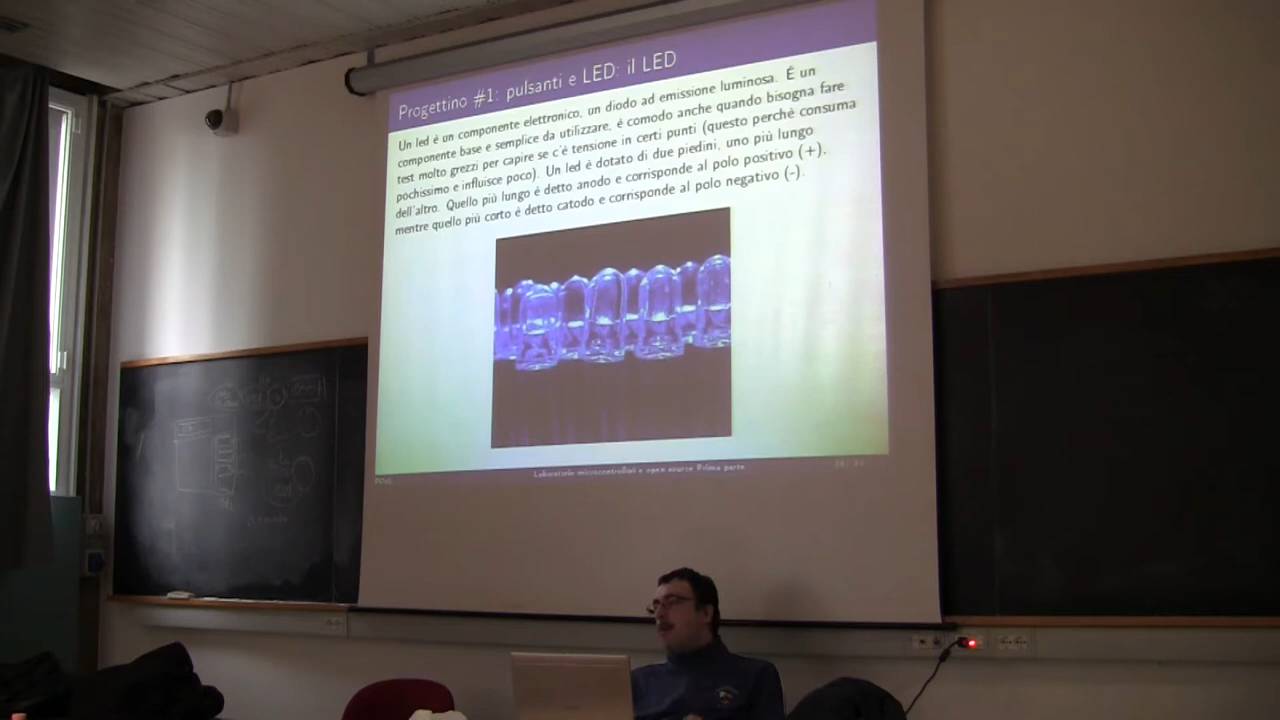 Progettino #1: pulsanti e LED: il LED
Un led è un componente elettronico, un diodo ad emissione luminosa. È un
componente base e semplice da utilizzare, è comodo anche quando bisogna fare
test molto grezzi per capire se c'è tensione in certi punti (questo perchè consuma
pochissimo e influisce poco). Un led è dotato di due piedini, uno più lungo
dell'altro. Quello più lungo è detto anodo e corrisponde al polo positivo (+),
mentre quello più corto è detto catodo e corrisponde al polo negativo (-).
Laboratorio microcontrollori e open source Prima parte